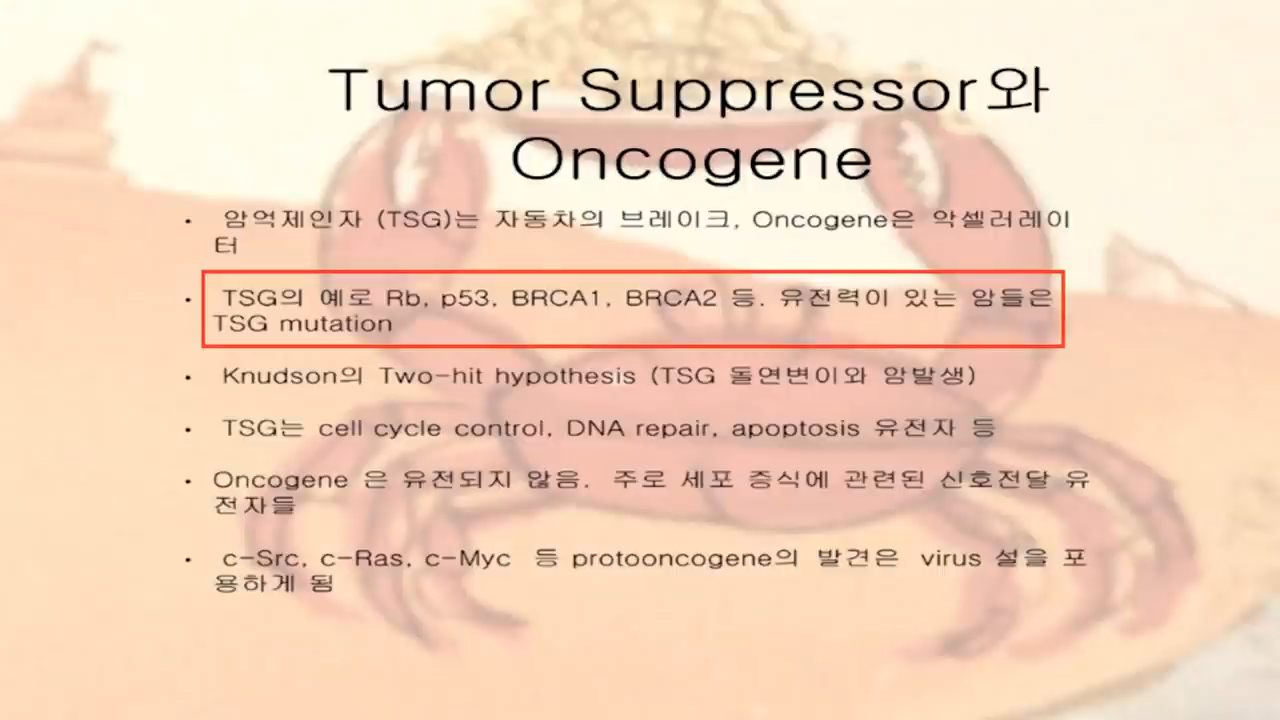 Tumor Suppressor와
Oncogene
• 암억제인자 (TSG)는 자동차의 브레이크, Oncogene은 악셀러레이
터
• TSG의 예로 Rb, p53, BRCA1, BRCA2 등. 유전력이 있는 암들은
TSG mutation
• Knudson의 Two-hit hypothesis (TSG 돌연변이와 암발생)
• TSG는 cell cycle control, DNA repair, apoptosis 유전자 등
• Oncogene 은 유전되지 않음. 주로 세포 증식에 관련된 신호전달 유
전자들
• c-Src, c-Ras, c-Myc 등 protooncogene의 발견은 virus 설을 포
용하게 됨